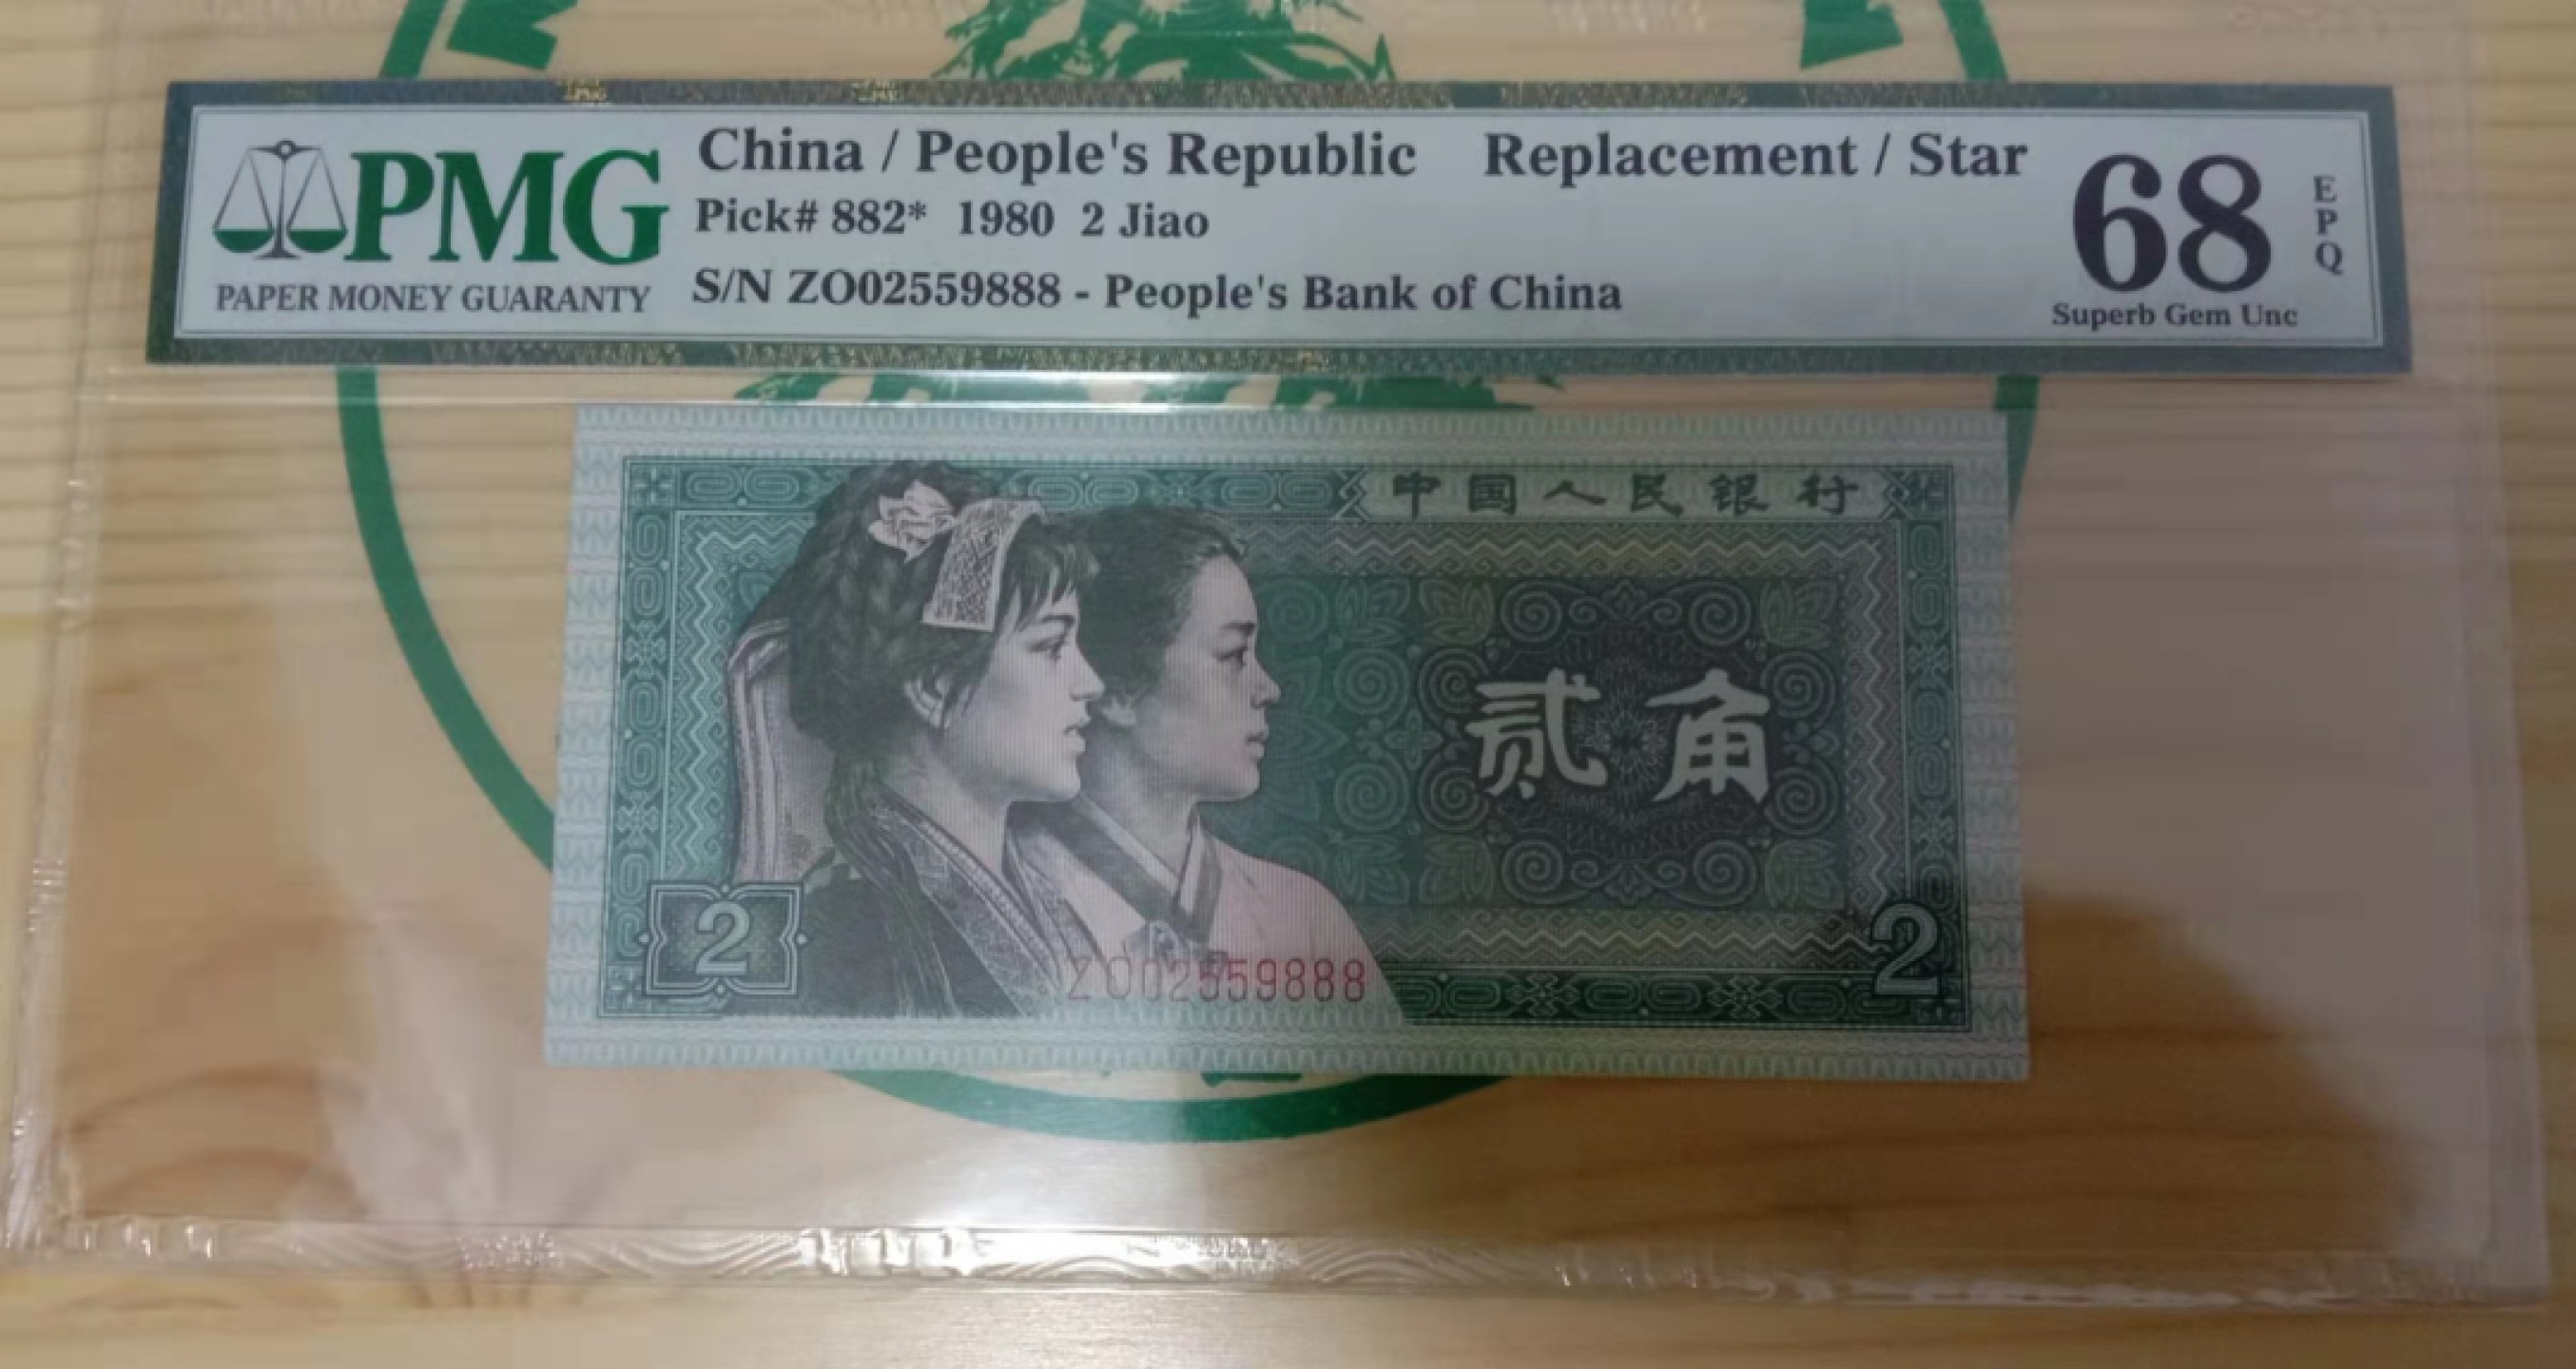 PMG
PAPER MONEY GUARANTY
China / People's Republic Replacement / Star
Pick# 882* 1980 2 Jiao
S/N ZO02559888 - People's Bank of China
68
EPQ
Superb Gem Unc
中国人民银行
贰角
2
2
ZO02559888